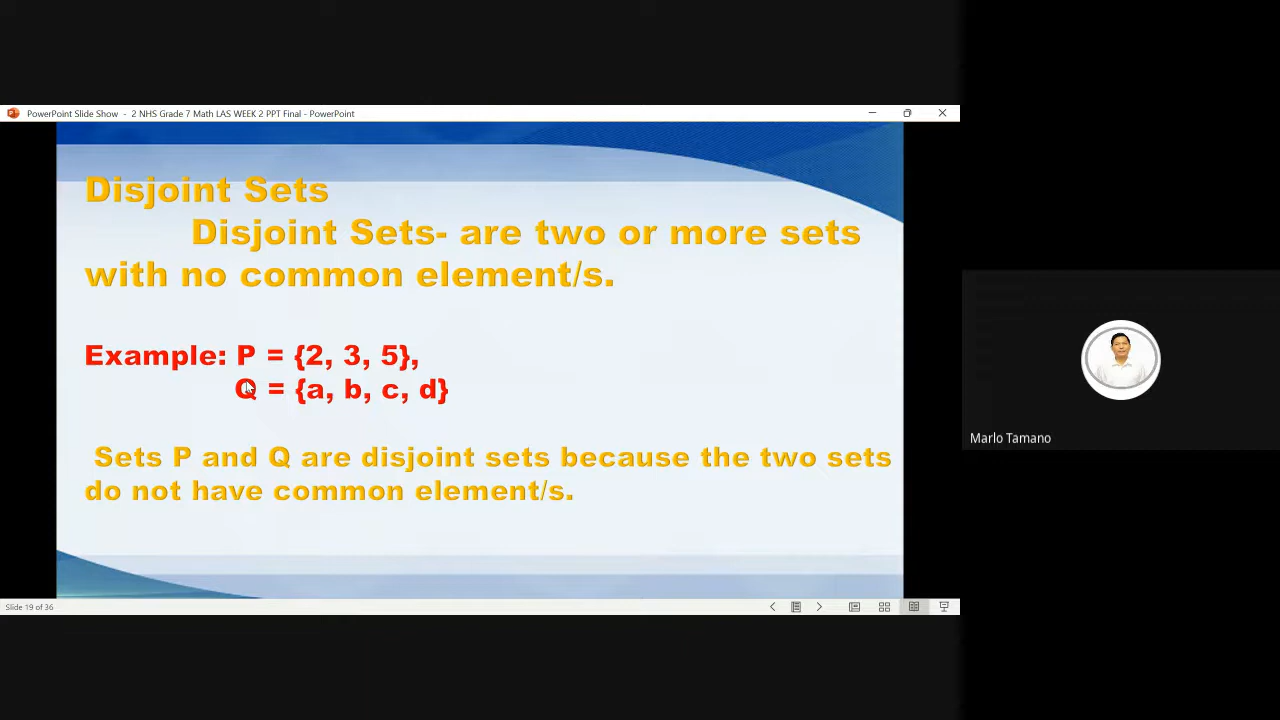 PowerPoint Slide Show - 2 NHS Grade 7 Math LAS WEEK 2 PPT Final - PowerPoint
Disjoint Sets
Disjoint Sets- are two or more sets
with no common element/s.
Example: P = {2, 3, 5},
Q = {a, b, c, d}
Sets P and Q are disjoint sets because the two sets
do not have common element/s.
Slide 19 of 36
Marlo Tamano